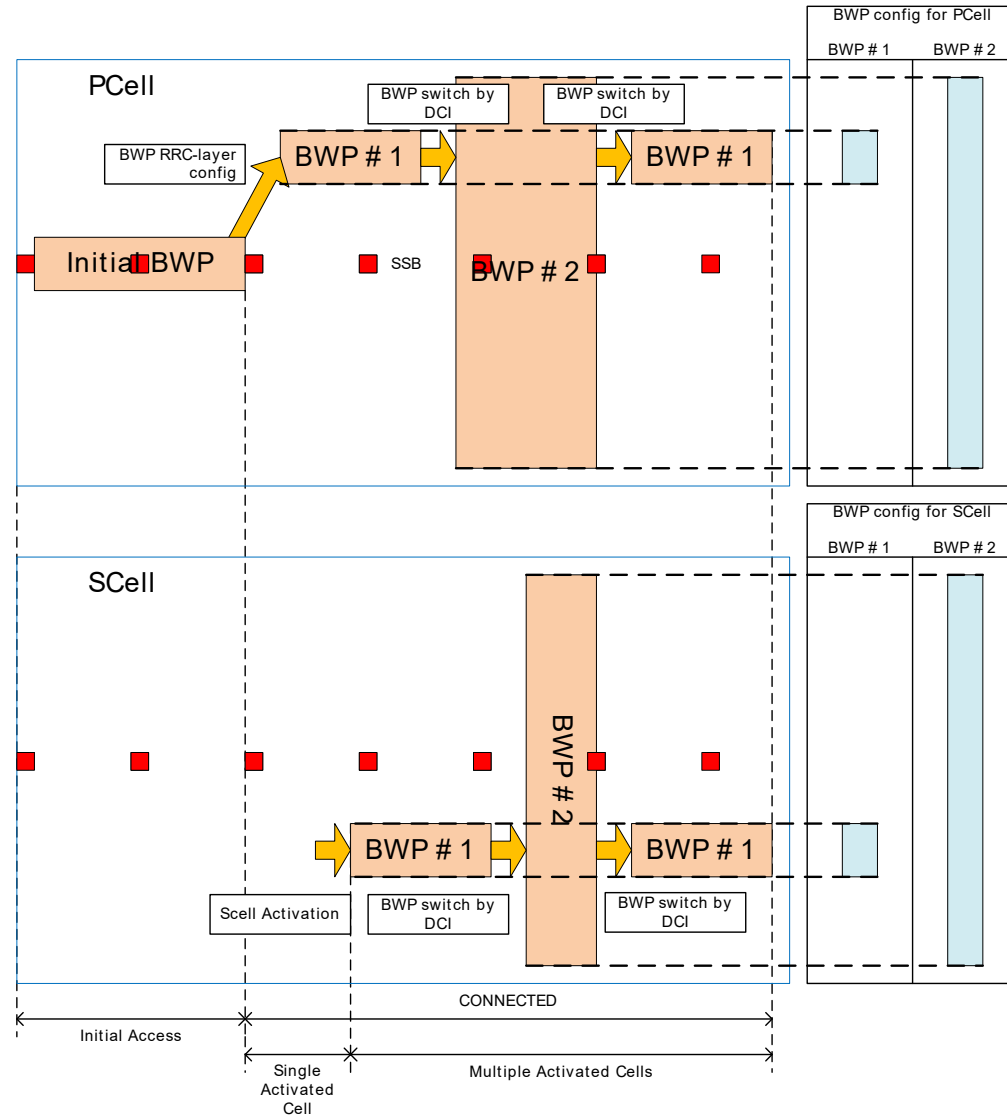 BWP config for PCell
BWP # 1
BWP # 2
PCell
BWP switch by
DCI
BWP switch by
DCI
BWP RRC-layer
config
BWP # 1
BWP # 1
Initial BWP
SSB
BWP # 2
BWP config for SCell
BWP # 1
BWP # 2
SCell
BWP # 2
BWP # 1
BWP # 1
Scell Activation
BWP switch by
DCI
BWP switch by
DCI
CONNECTED
Initial Access
Single
Activated
Cell
Multiple Activated Cells